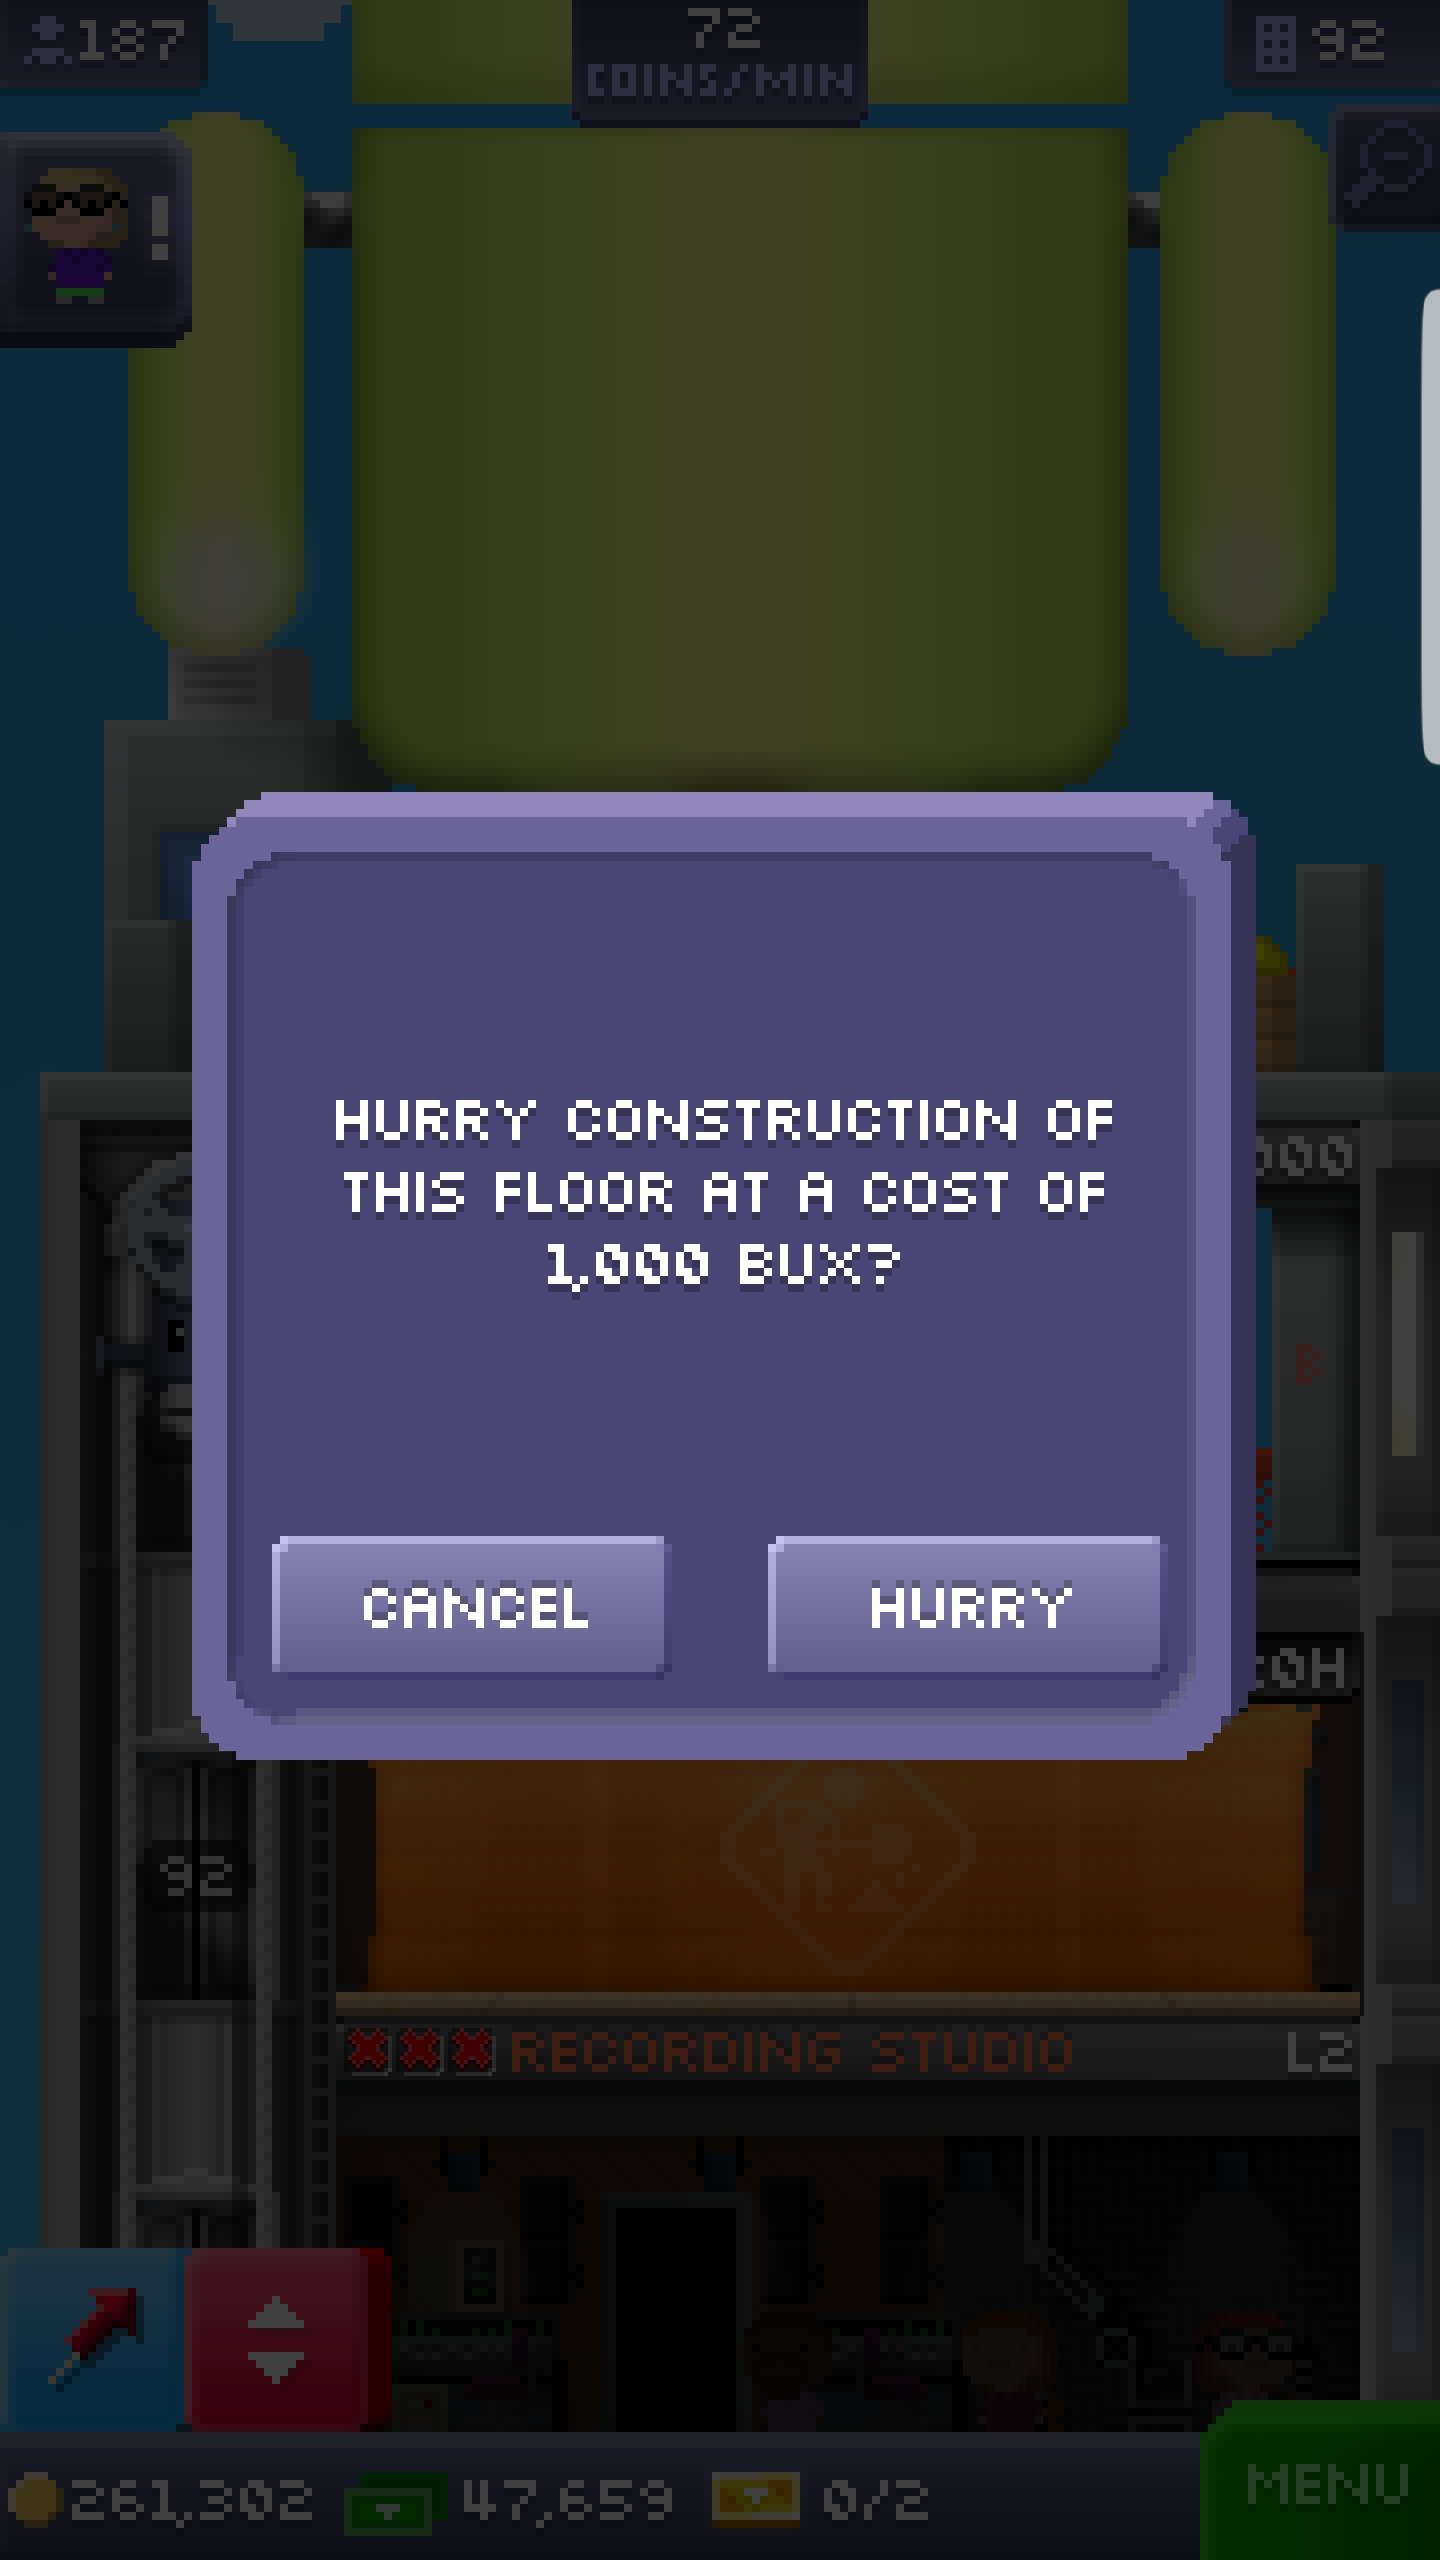 187
72
COINS/MIN
92
!
HURRY CONSTRUCTION OF
THIS FLOOR AT A COST OF
1,000 BUX?
B
CANCEL
HURRY
92
RECORDING STUDIO
L2
261,302
47,659
0/2
MENU